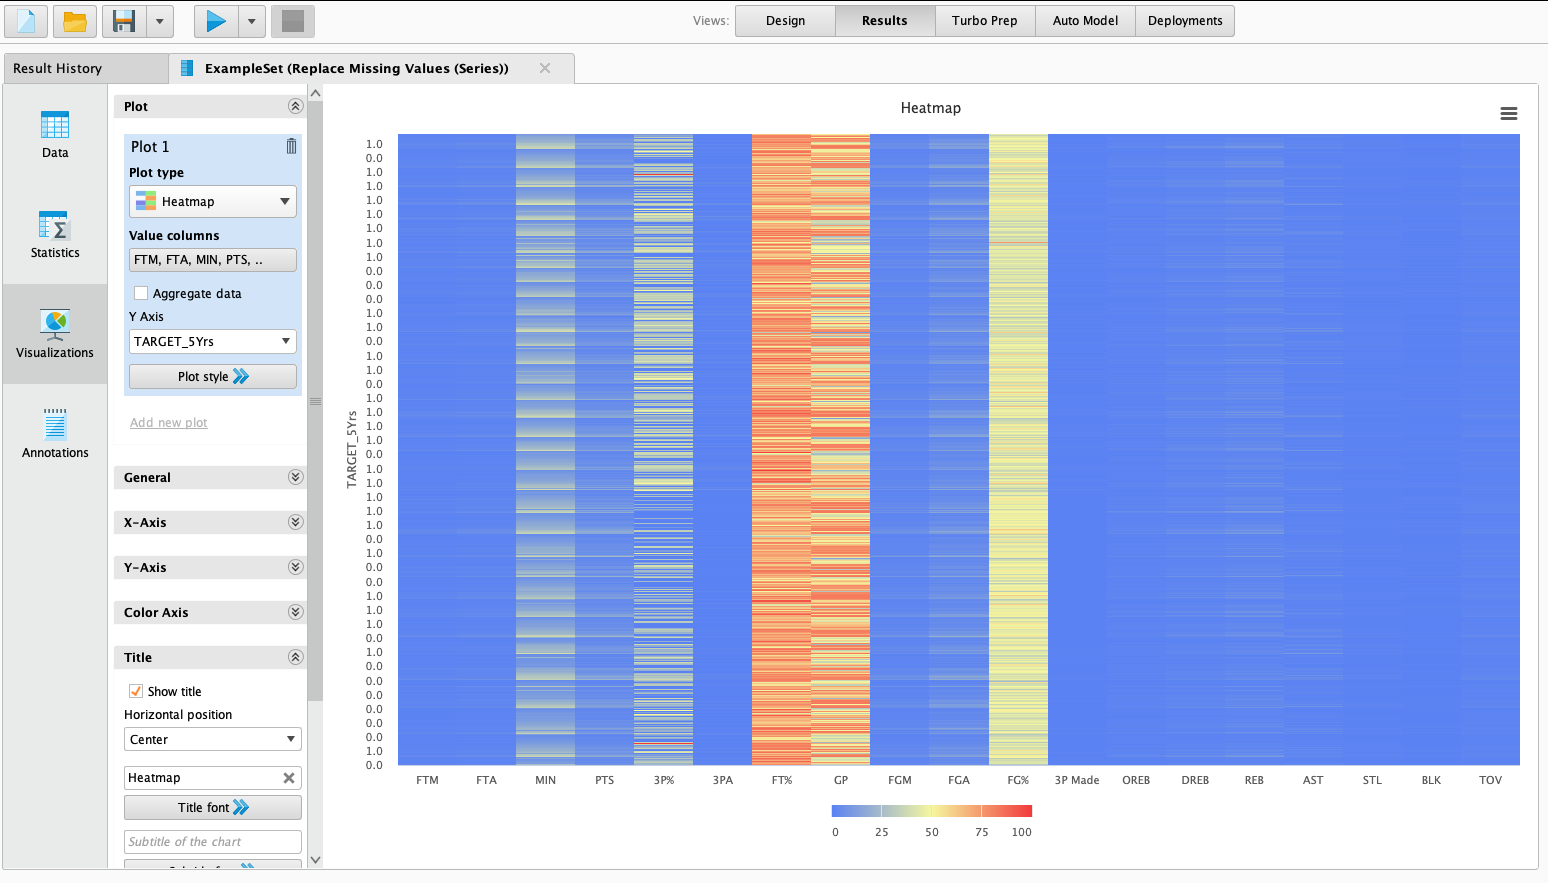 Views:
Design
Results
Turbo Prep
Auto Model
Deployments
Result History
ExampleSet (Replace Missing Values (Series))
Data
Statistics
Visualizations
Annotations
Plot
Plot 1
Plot type
Heatmap
Value columns
FTM, FTA, MIN, PTS, ..
Aggregate data
Y Axis
TARGET_5Yrs
Plot style
Add new plot
General
X-Axis
Y-Axis
Color Axis
Title
Show title
Horizontal position
Center
Heatmap
Title font
Subtitle of the chart
Heatmap
TARGET_5Yrs
1.0
0.0
1.0
1.0
1.0
1.0
1.0
1.0
1.0
0.0
0.0
0.0
1.0
1.0
0.0
1.0
1.0
0.0
1.0
1.0
1.0
1.0
0.0
1.0
1.0
1.0
1.0
1.0
1.0
0.0
0.0
0.0
1.0
1.0
0.0
1.0
1.0
0.0
0.0
0.0
0.0
0.0
0.0
1.0
0.0
FTM FTA MIN PTS 3P% 3PA FT% GP FGM FGA FG% 3P Made OREB DREB REB AST STL BLK TOV
0 25 50 75 100